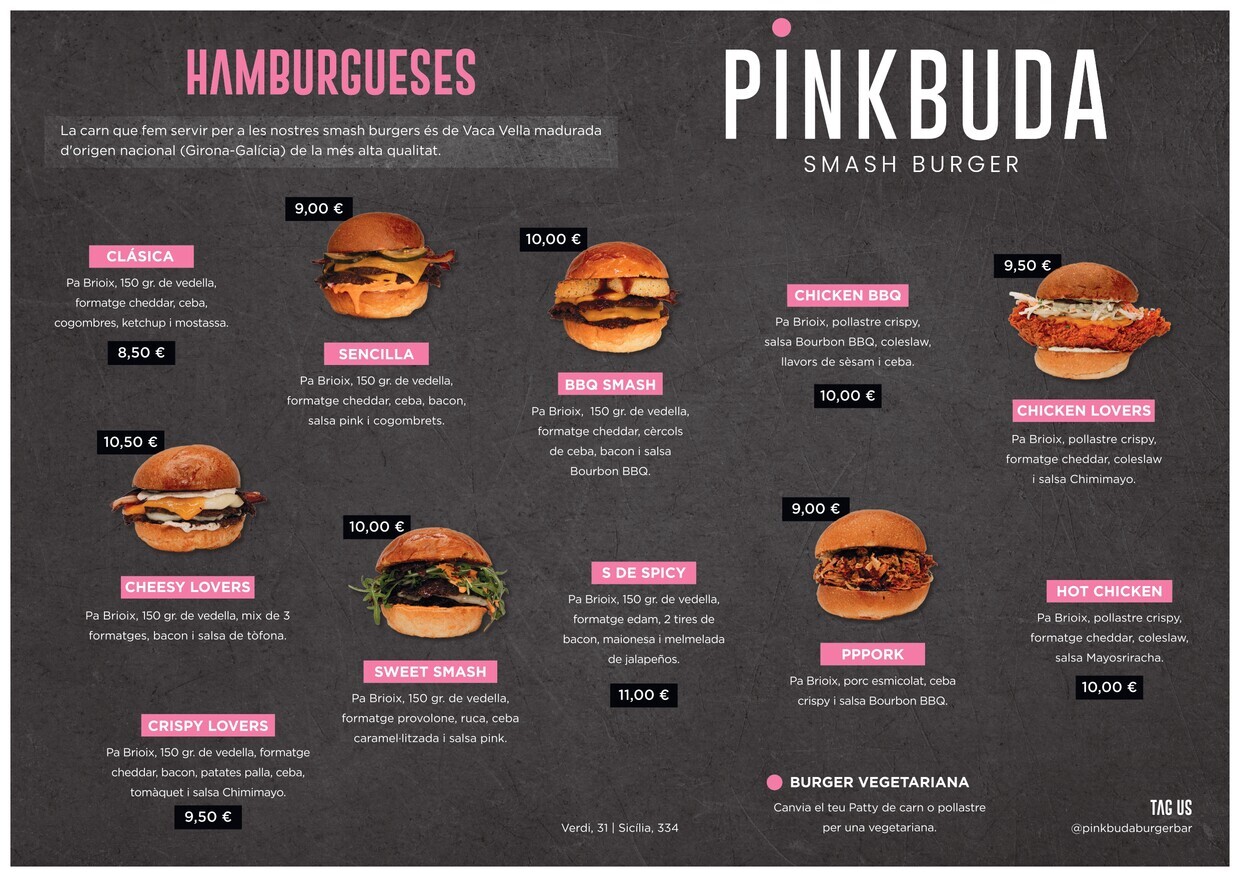 HAMBURGUESES
La carn que fem servir per a les nostres smash burgers és de Vaca Vella madurada
d'origen nacional (Girona-Galícia) de la més alta qualitat.
PINKBUDA
SMASH BURGER
CLÁSICA
Pa Brioix, 150 gr. de vedella,
formatge cheddar, ceba,
cogombres, ketchup i mostassa.
8,50 €
9,00 €
SENCILLA
Pa Brioix, 150 gr. de vedella,
formatge cheddar, ceba, bacon,
salsa pink i cogombrets.
10,00 €
BBQ SMASH
Pa Brioix, 150 gr. de vedella,
formatge cheddar, cèrcols
de ceba, bacon i salsa
Bourbon BBQ.
CHICKEN BBQ
Pa Brioix, pollastre crispy,
salsa Bourbon BBQ, coleslaw,
llavors de sèsam i ceba.
10,00 €
9,50 €
CHICKEN LOVERS
Pa Brioix, pollastre crispy,
formatge cheddar, coleslaw
i salsa Chimimayo.
10,50 €
CHEESY LOVERS
Pa Brioix, 150 gr. de vedella, mix de 3
formatges, bacon i salsa de tòfona.
10,00 €
SWEET SMASH
Pa Brioix, 150 gr. de vedella,
formatge provolone, ruca, ceba
caramel·litzada i salsa pink.
S DE SPICY
Pa Brioix, 150 gr. de vedella,
formatge edam, 2 tires de
bacon, maionesa i melmelada
de jalapeños.
11,00 €
9,00 €
PPPORK
Pa Brioix, porc esmicolat, ceba
crispy i salsa Bourbon BBQ.
HOT CHICKEN
Pa Brioix, pollastre crispy,
formatge cheddar, coleslaw,
salsa Mayosriracha.
10,00 €
CRISPY LOVERS
Pa Brioix, 150 gr. de vedella, formatge
cheddar, bacon, patates palla, ceba,
tomàquet i salsa Chimimayo.
9,50 €
Verdi, 31 | Sicília, 334
BURGER VEGETARIANA
Canvia el teu Patty de carn o pollastre
per una vegetariana.
TAG US
@pinkbudaburgerbar